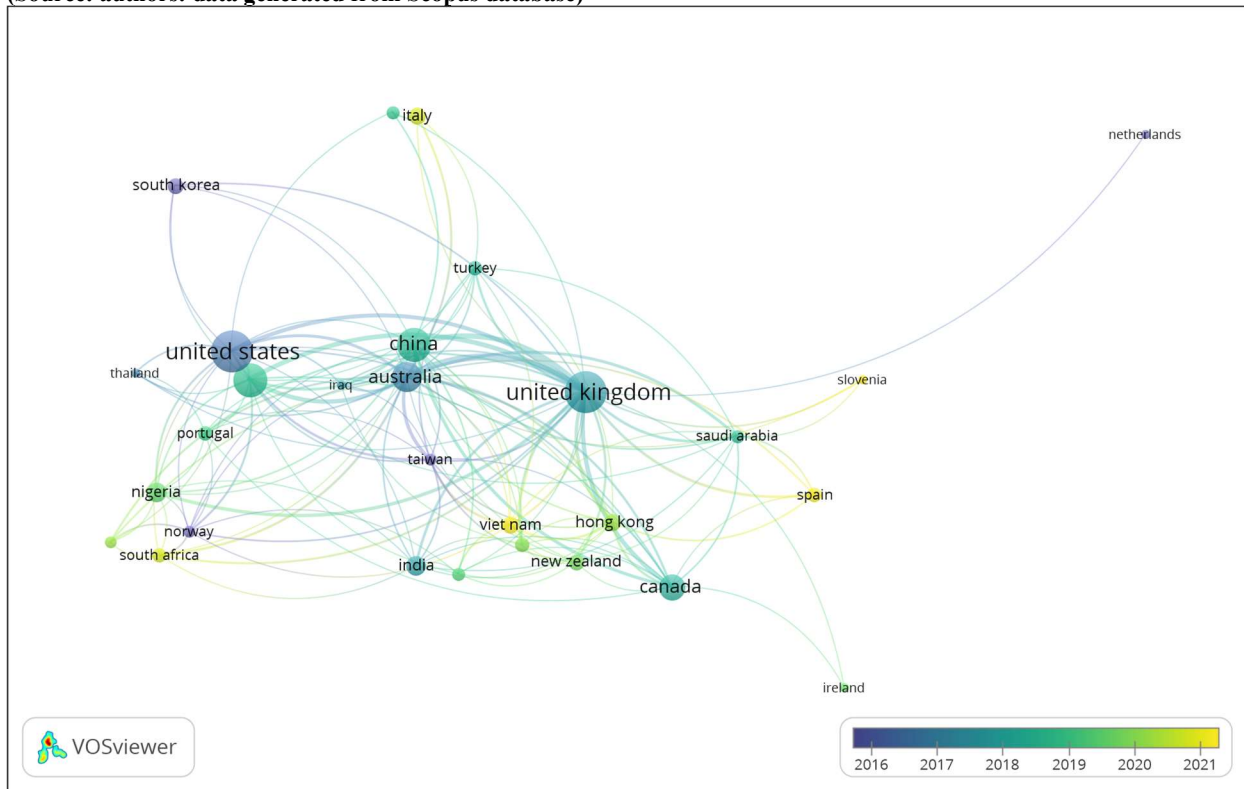 (Source: authors: data generated from Scopus database)
italy
netherlands
south korea
turkey
china
united states
thailand
iraq
australia
united kingdom
slovenia
portugal
saudi arabia
taiwan
nigeria
spain
viet nam
hong kong
norway
south africa
india
new zealand
canada
ireland
VOSviewer
2016 2017 2018 2019 2020 2021